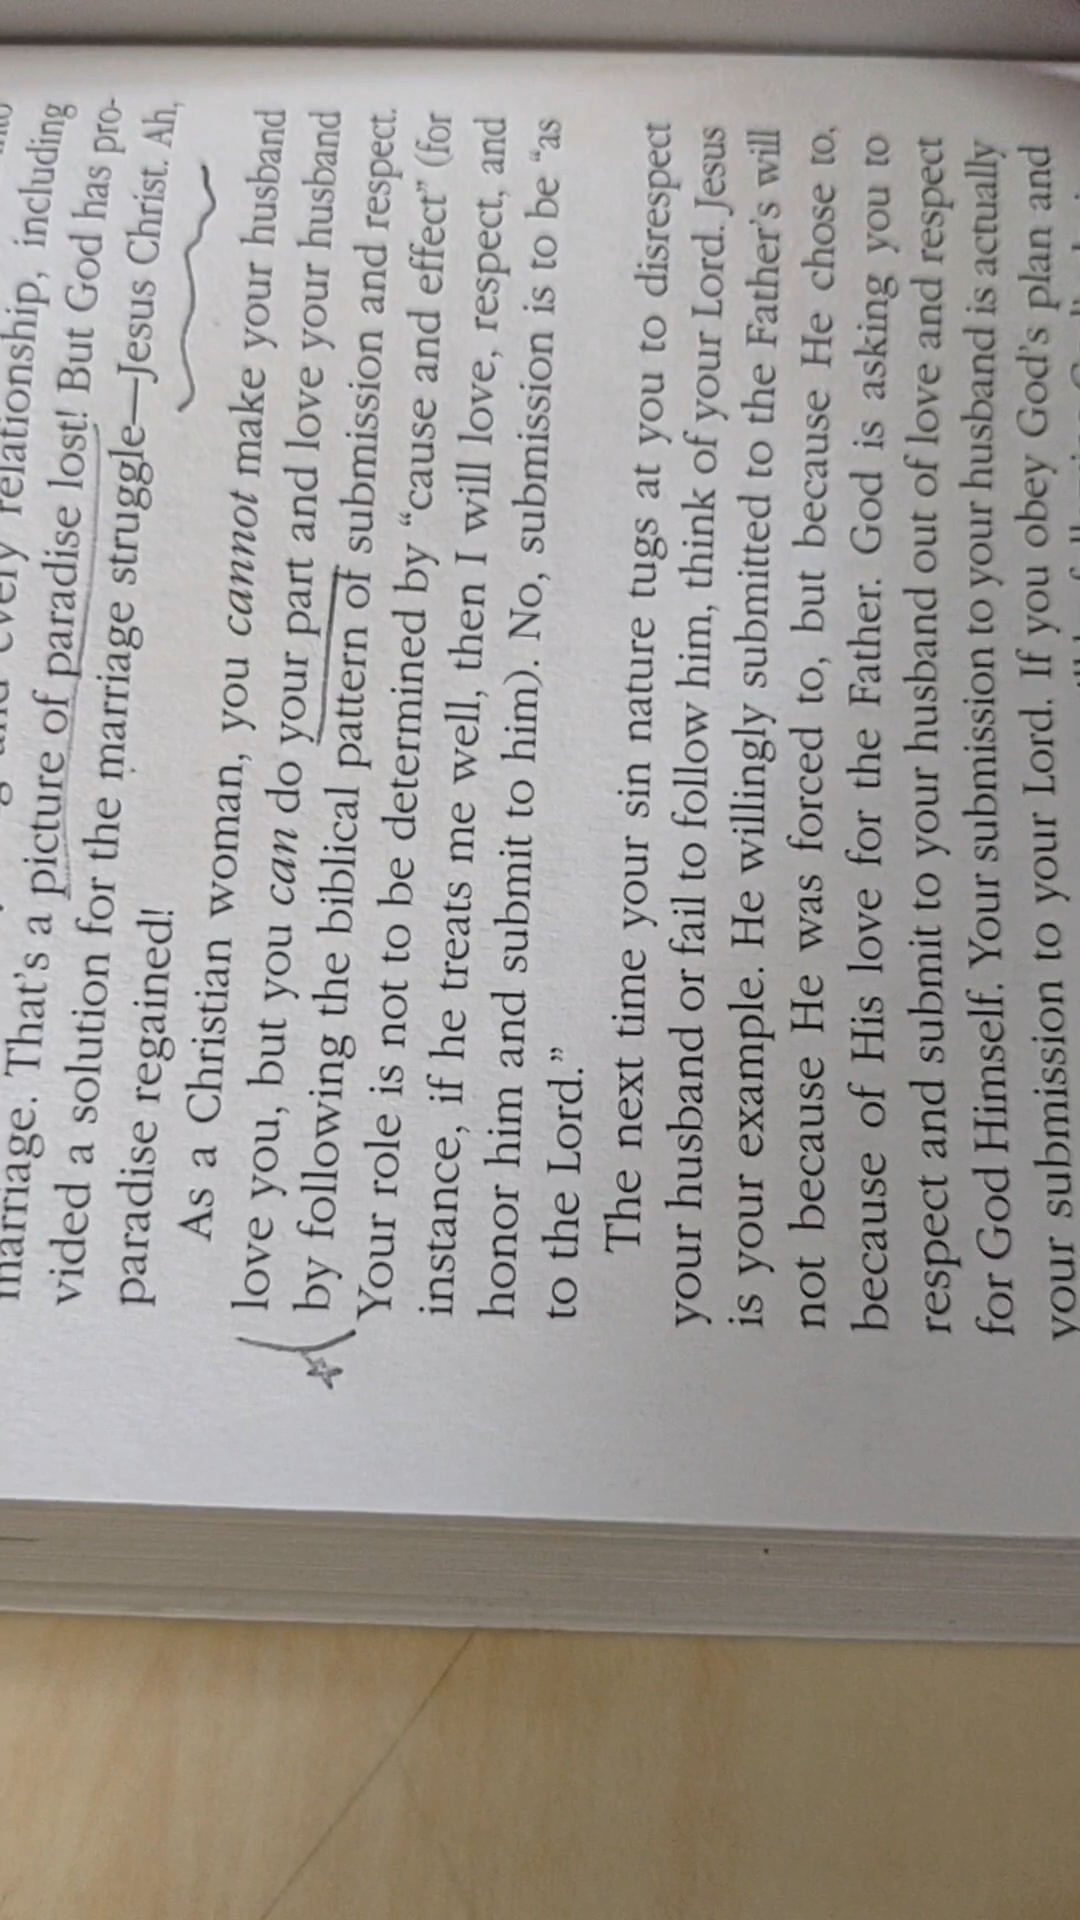 every relationship, including
marriage. That's a picture of paradise lost! But God has pro-
vided a solution for the marriage struggle—Jesus Christ. Ah,
paradise regained!
As a Christian woman, you cannot make your husband
love you, but you can do your part and love your husband
by following the biblical pattern of submission and respect.
Your role is not to be determined by “cause and effect” (for
instance, if he treats me well, then I will love, respect, and
honor him and submit to him). No, submission is to be “as
to the Lord.”
The next time your sin nature tugs at you to disrespect
your husband or fail to follow him, think of your Lord. Jesus
is your example. He willingly submitted to the Father's will
not because He was forced to, but because He chose to,
because of His love for the Father. God is asking you to
respect and submit to your husband out of love and respect
for God Himself. Your submission to your husband is actually
your submission to your Lord. If you obey God's plan and